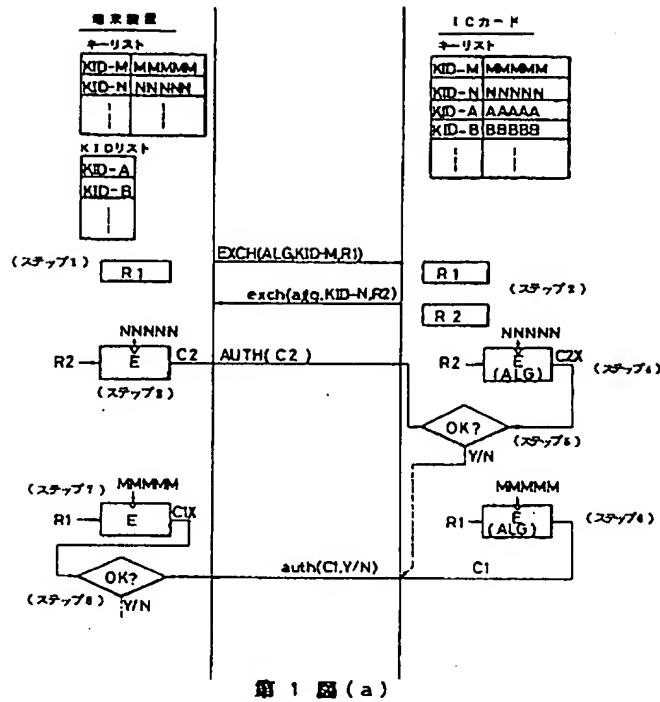 端末装置
キーリスト
KID-M MMMMM
KID-N NNNNN
KIDリスト
KID-A
KID-B
ICカード
キーリスト
KID-M MMMMM
KID-N NNNNN
KID-A AAAAA
KID-B BBBBB
(ステップ1)
R1
EXCH(ALG,KID-M,R1)
R1
(ステップ2)
exch(alg,KID-N,R2)
R2
NNNNN
R2
E
C2
AUTH(C2)
(ステップ3)
NNNNN
R2
E
(ALG)
C2X
(ステップ4)
OK?
(ステップ5)
Y/N
(ステップ7)
MMMMM
R1
E
C1X
MMMMM
R1
E
(ALG)
(ステップ6)
OK?
auth(C1,Y/N)
C1
(ステップ8)
Y/N
第1図(a)